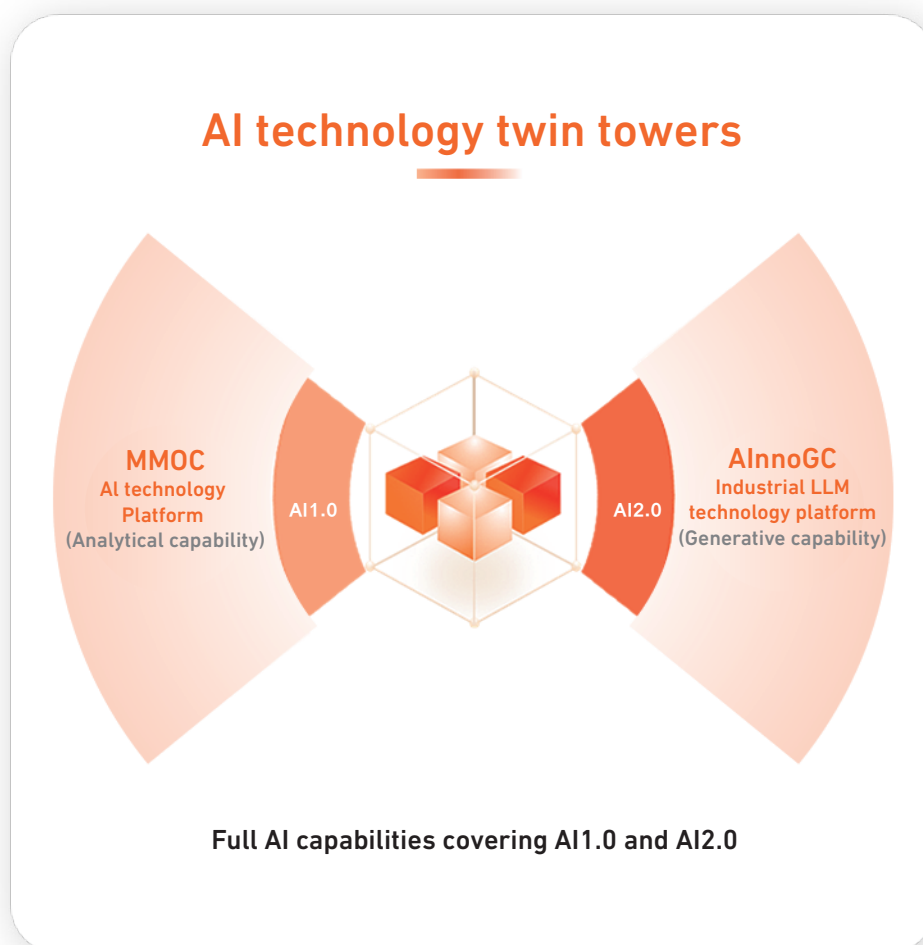 AI technology twin towers
MMOC
AI technology
Platform
(Analytical capability)
AI1.0
AI2.0
AInnoGC
Industrial LLM
technology platform
(Generative capability)
Full AI capabilities covering AI1.0 and AI2.0